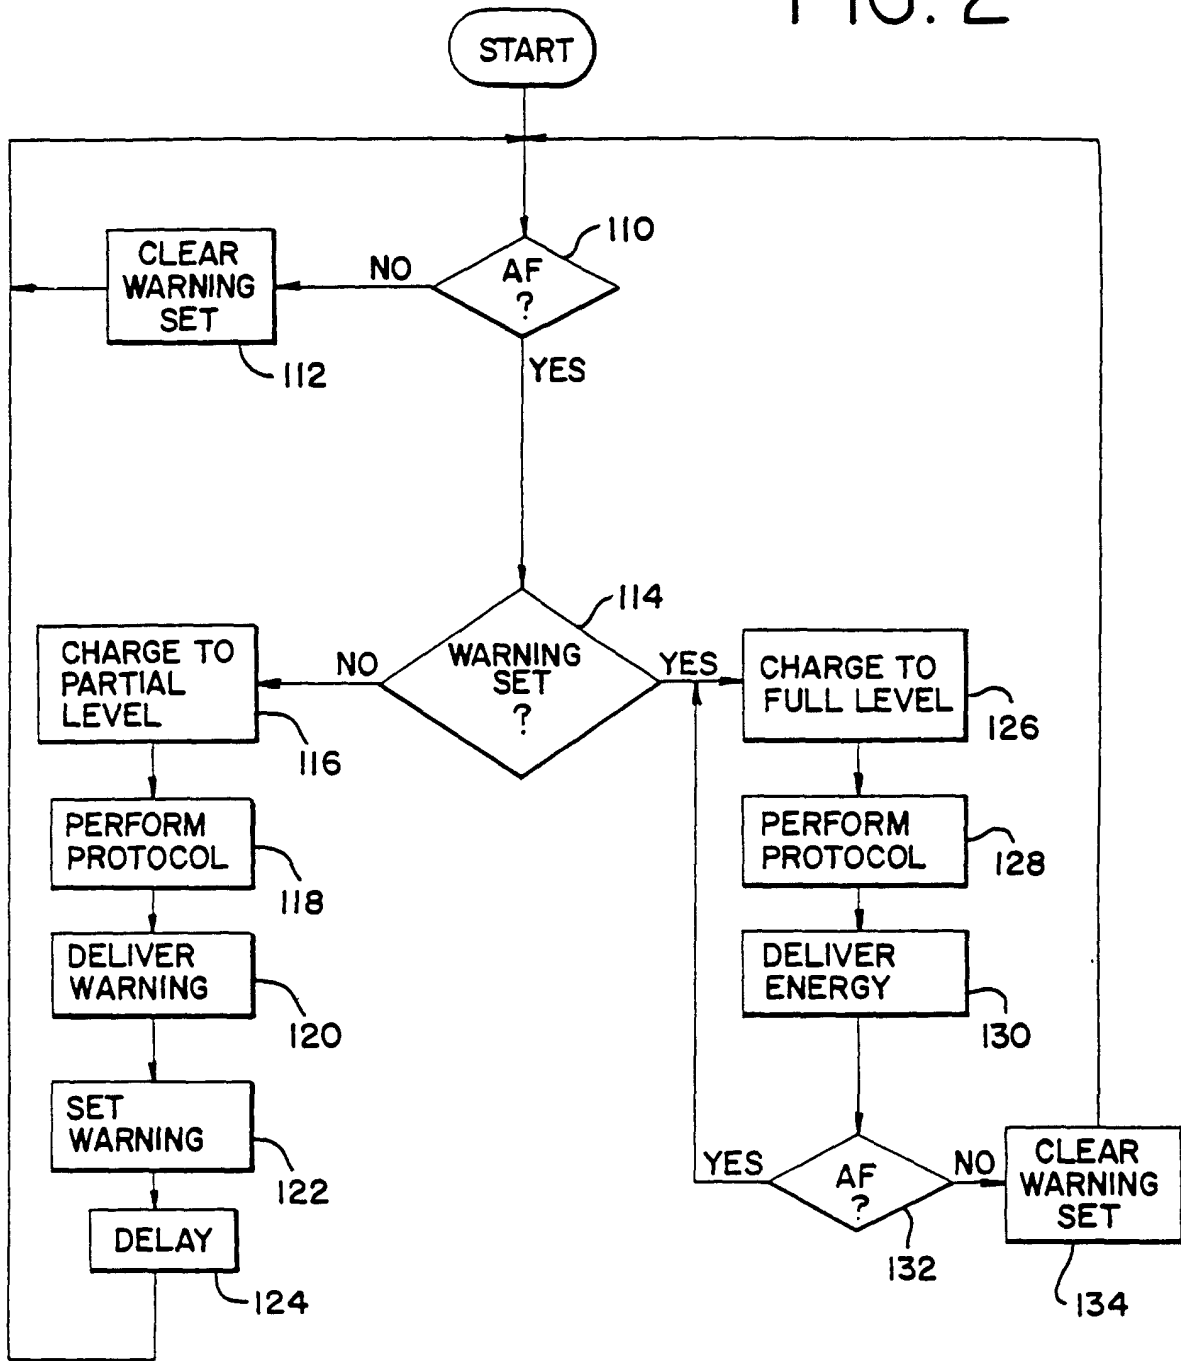 FIG. 2
START
110
AF
?
NO
CLEAR
WARNING
SET
112
YES
114
WARNING
SET
?
NO
YES
CHARGE TO
PARTIAL
LEVEL
116
PERFORM
PROTOCOL
118
DELIVER
WARNING
120
SET
WARNING
122
DELAY
124
CHARGE TO
FULL LEVEL
126
PERFORM
PROTOCOL
128
DELIVER
ENERGY
130
YES
AF
?
132
NO
CLEAR
WARNING
SET
134